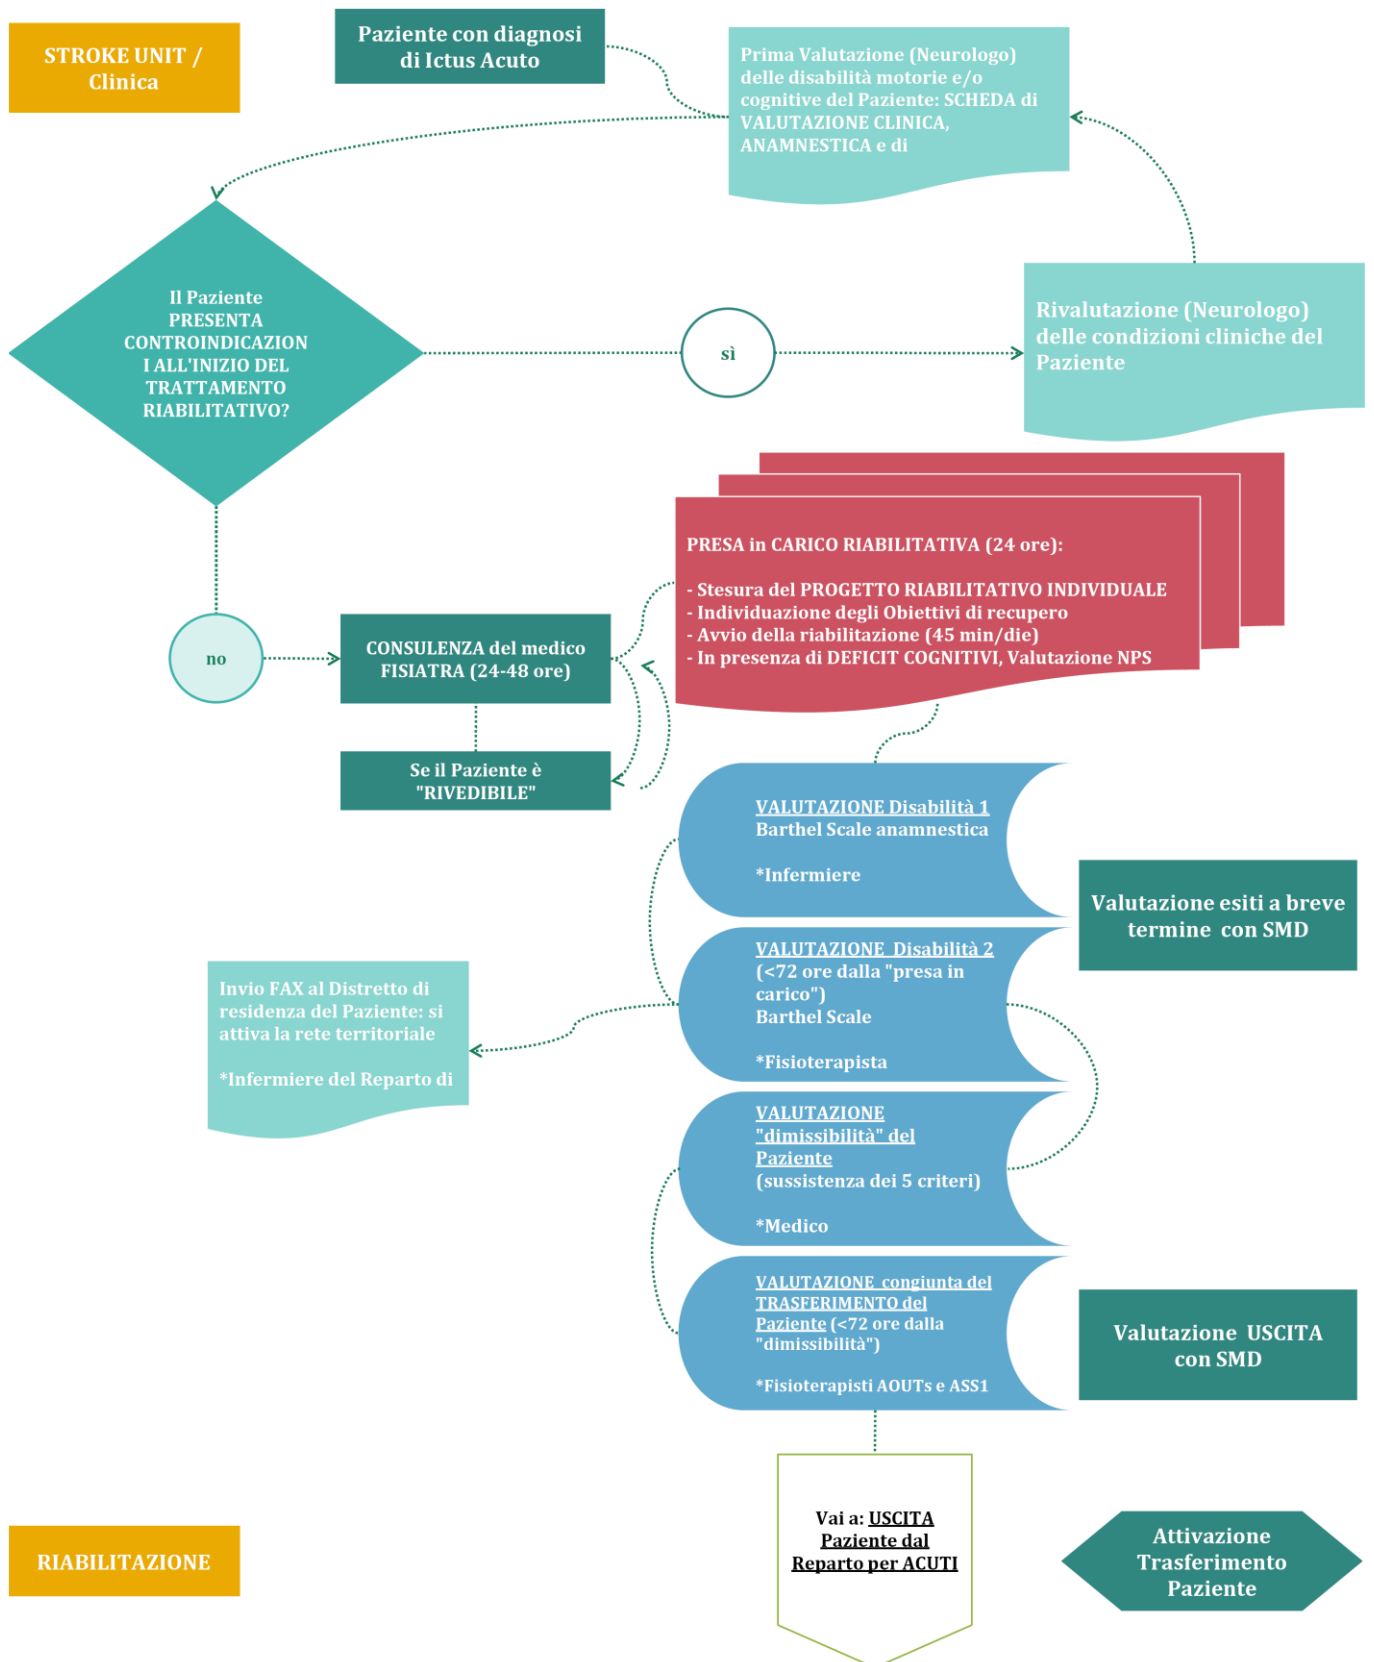 STROKE UNIT /
Clinica
Paziente con diagnosi
di Ictus Acuto
Prima Valutazione (Neurologo)
delle disabilità motorie e/o
cognitive del Paziente: SCHEDA di
VALUTAZIONE CLINICA,
ANAMNESTICA e di
Il Paziente
PRESENTA
CONTROINDICAZION
I ALL'INIZIO DEL
TRATTAMENTO
RIABILITATIVO?
sì
Rivalutazione (Neurologo)
delle condizioni cliniche del
Paziente
no
CONSULENZA del medico
FISIATRA (24-48 ore)
Se il Paziente è
"RIVEDIBILE"
PRESA in CARICO RIABILITATIVA (24 ore):
- Stesura del PROGETTO RIABILITATIVO INDIVIDUALE
- Individuazione degli Obiettivi di recupero
- Avvio della riabilitazione (45 min/die)
- In presenza di DEFICIT COGNITIVI, Valutazione NPS
VALUTAZIONE Disabilità 1
Barthel Scale anamnestica
*Infermiere
Valutazione esiti a breve
termine con SMD
VALUTAZIONE Disabilità 2
(<72 ore dalla "presa in
carico")
Barthel Scale
*Fisioterapista
Invio FAX al Distretto di
residenza del Paziente: si
attiva la rete territoriale
*Infermiere del Reparto di
VALUTAZIONE
"dimissibilità" del
Paziente
(sussistenza dei 5 criteri)
*Medico
VALUTAZIONE congiunta del
TRASFERIMENTO del
Paziente (<72 ore dalla
"dimissibilità")
*Fisioterapisti AOUTs e ASS1
Valutazione USCITA
con SMD
Vai a: USCITA
Paziente dal
Reparto per ACUTI
RIABILITAZIONE
Attivazione
Trasferimento
Paziente